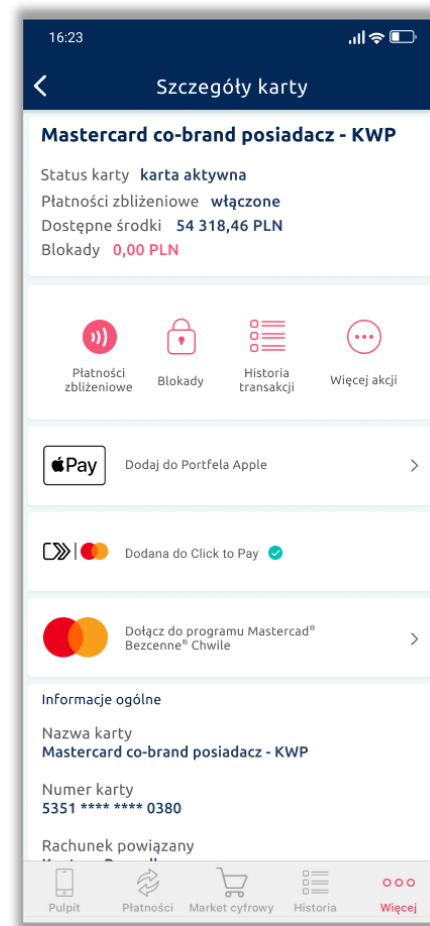 16:23
Szczegóły karty
Mastercard co-brand posiadacz - KWP
Status karty karta aktywna
Płatności zbliżeniowe włączone
Dostępne środki 54 318,46 PLN
Blokady 0,00 PLN
Płatności
zbliżeniowe
Blokady
Historia
transakcji
Więcej akcji
Pay
Dodaj do Portfela Apple
Dodana do Click to Pay
Dołącz do programu Mastercad®
Bezcenne® Chwile
Informacje ogólne
Nazwa karty
Mastercard co-brand posiadacz - KWP
Numer karty
5351 **** **** 0380
Rachunek powiązany
Pulpit
Płatności
Market cyfrowy
Historia
Więcej